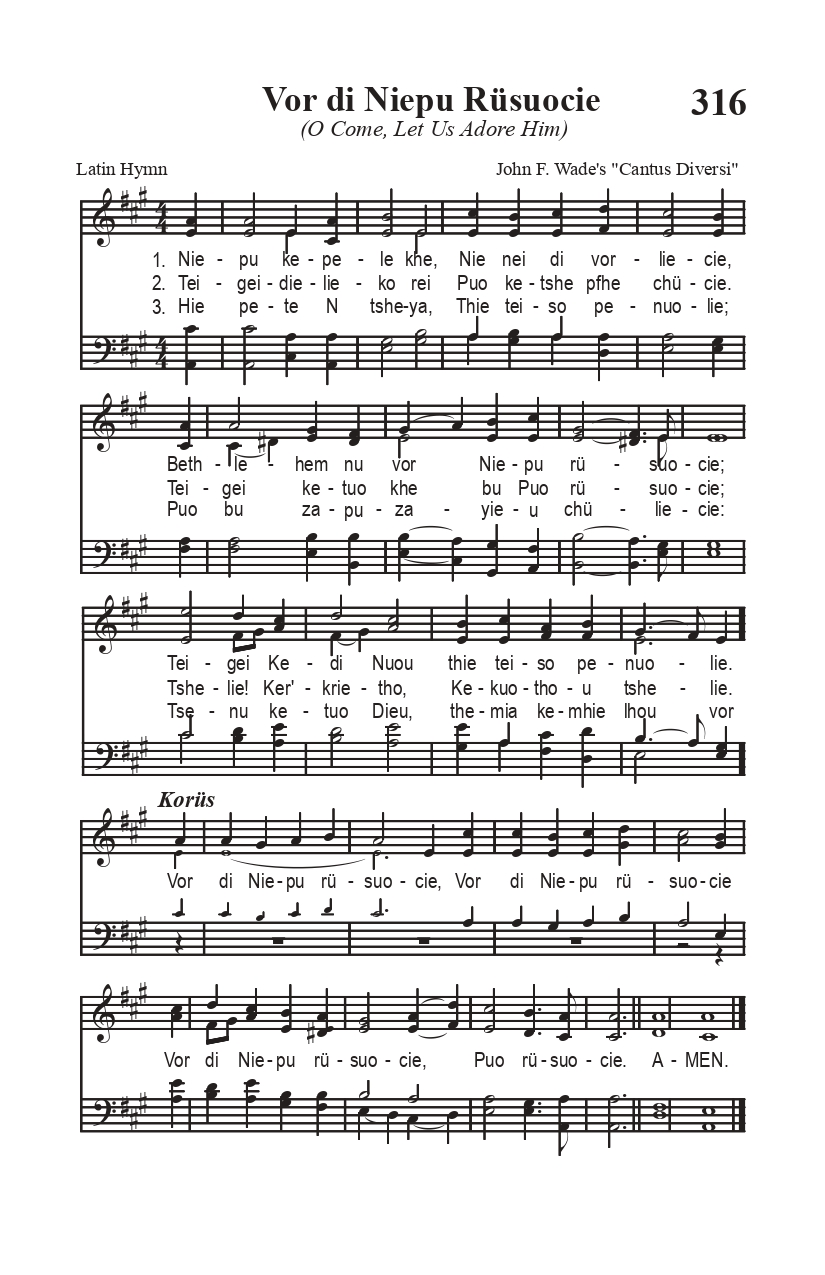 Vor di Niepu Rüsuocie
316
(O Come, Let Us Adore Him)
Latin Hymn
John F. Wade's "Cantus Diversi"
1. Nie - pu ke - pe - le khe, Nie nei di vor - lie - cie,
2. Tei - gei-die-lie - ko rei Puo ke - tshe pfhe chü - cie.
3. Hie pe - te N tshe-ya, Thie tei - so pe - nuo - lie;
Beth - le - hem nu vor Nie - pu rü - suo - cie;
Tei - gei ke - tuo khe bu Puo rü - suo - cie;
Puo bu za - pu - za - yie - u chü - lie - cie:
Tei - gei Ke - di Nuou thie tei - so pe - nuo - lie.
Tshe - lie! Ker' - krie - tho, Ke - kuo - tho - u tshe - lie.
Tse - nu ke - tuo Dieu, the - mia ke - mhie lhou vor
Korüs
Vor di Nie - pu rü - suo - cie, Vor di Nie - pu rü - suo - cie
Vor di Nie - pu rü - suo - cie, Puo rü - suo - cie. A - MEN.